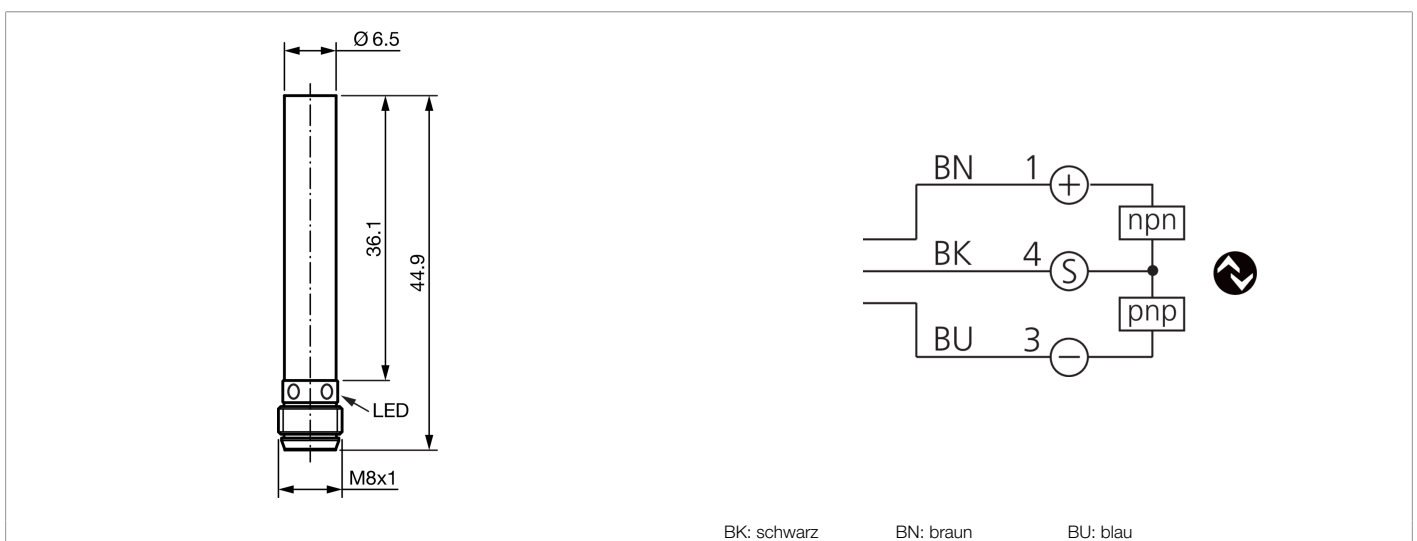 Ø 6.5
36.1
44.9
LED
M8x1
BN 1 +
npn
BK 4 S
pnp
BU 3 −
BK: schwarz BN: braun BU: blau